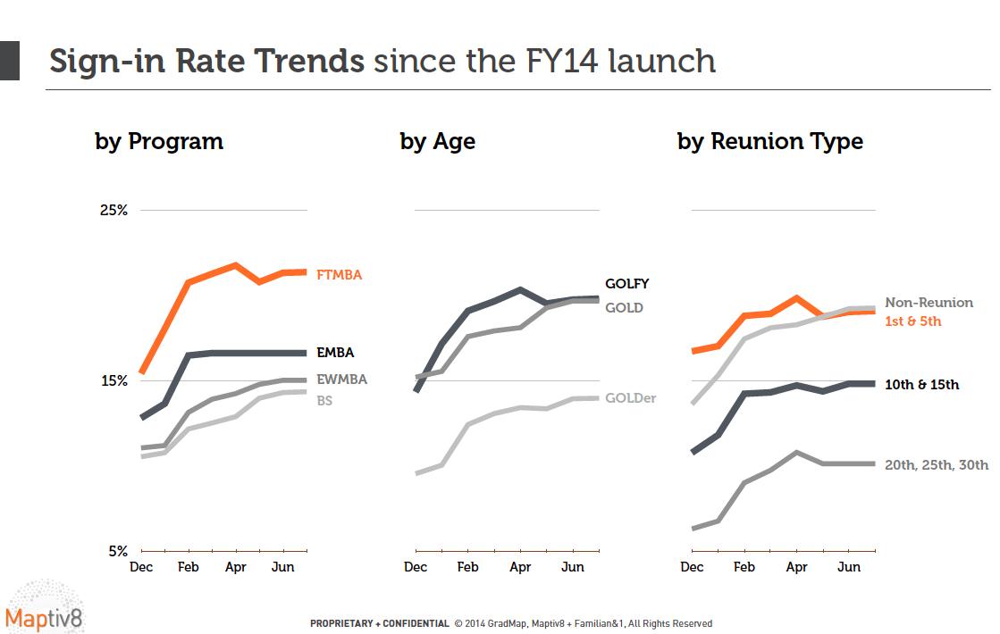 Sign-in Rate Trends since the FY14 launch
by Program
by Age
by Reunion Type
25%
15%
5%
FTMBA
EMBA
EWMBA
BS
Dec Feb Apr Jun
GOLFY
GOLD
GOLDer
Dec Feb Apr Jun
Non-Reunion
1st & 5th
10th & 15th
20th, 25th, 30th
Dec Feb Apr Jun
Maptiv8
PROPRIETARY + CONFIDENTIAL © 2014 GradMap, Maptiv8 + Familian&1, All Rights Reserved